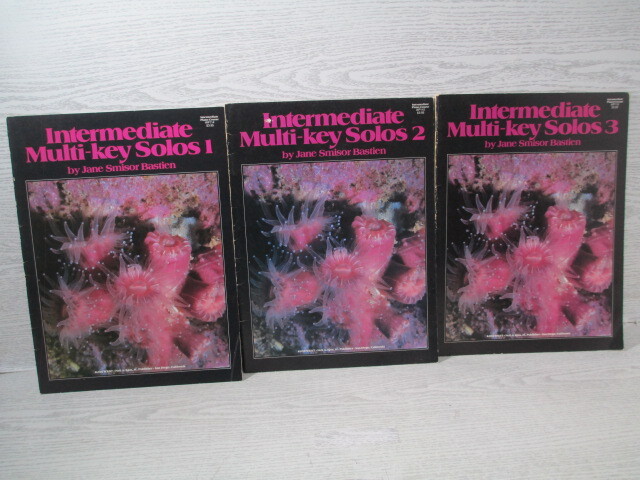 Intermediate
Multi-key Solos 1
by Jane Smisor Bastien
Intermediate
Multi-key Solos 2
by Jane Smisor Bastien
Intermediate
Multi-key Solos 3
by Jane Smisor Bastien